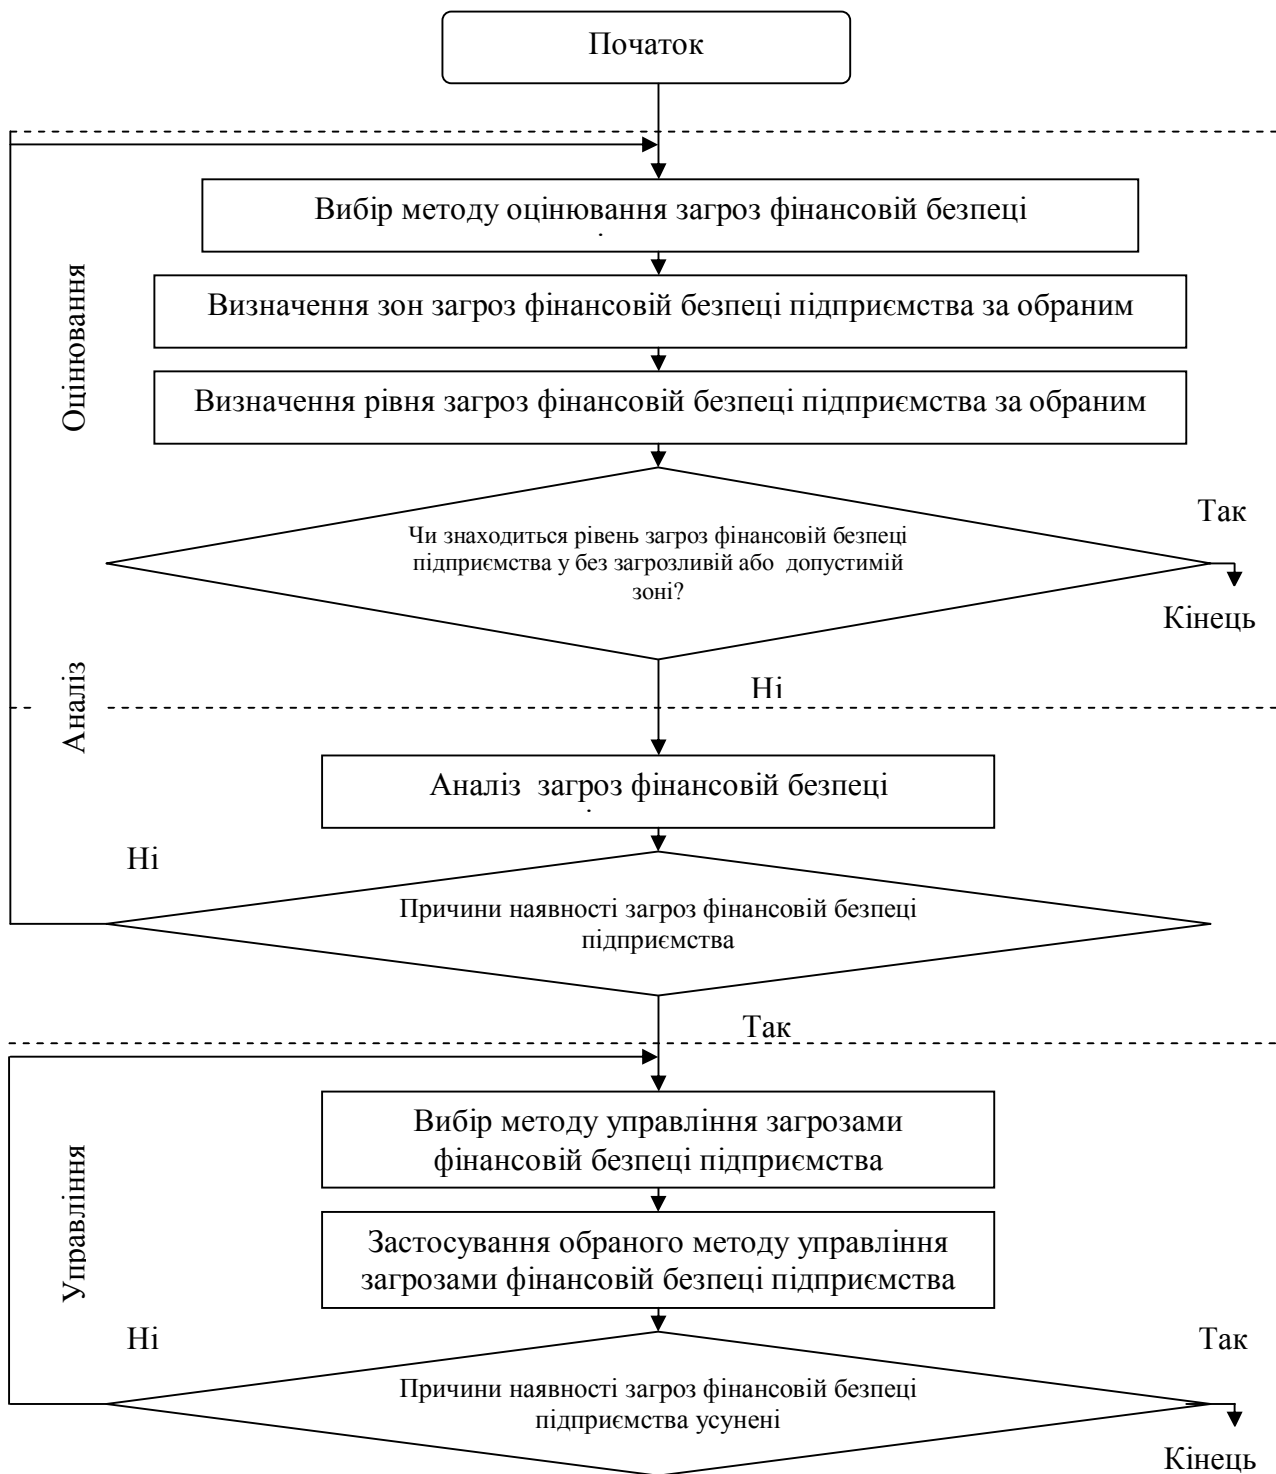 Початок
Вибір методу оцінювання загроз фінансовій безпеці
Визначення зон загроз фінансовій безпеці підприємства за обраним
Оцінювання
Визначення рівня загроз фінансовій безпеці підприємства за обраним
Так
Чи знаходиться рівень загроз фінансовій безпеці
підприємства у без загрозливій або допустимій
зоні?
Кінець
Ні
Аналіз
Аналіз загроз фінансовій безпеці
Ні
Причини наявності загроз фінансовій безпеці
підприємства
Так
Вибір методу управління загрозами
фінансовій безпеці підприємства
Управління
Застосування обраного методу управління
загрозами фінансовій безпеці підприємства
Ні
Так
Причини наявності загроз фінансовій безпеці
підприємства усунені
Кінець